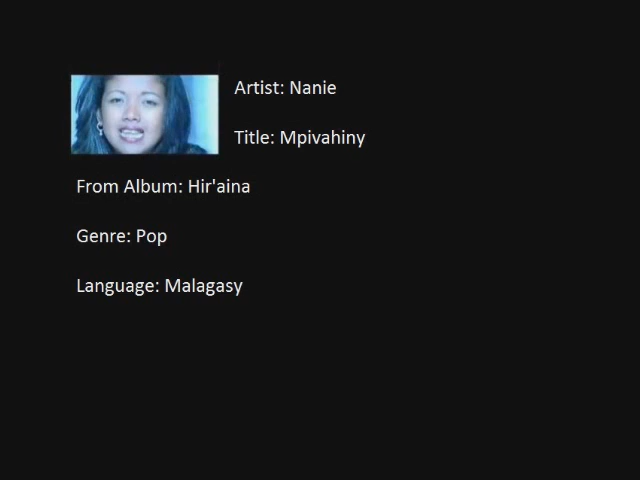 Artist: Nanie
Title: Mpivahiny
From Album: Hir'aina
Genre: Pop
Language: Malagasy